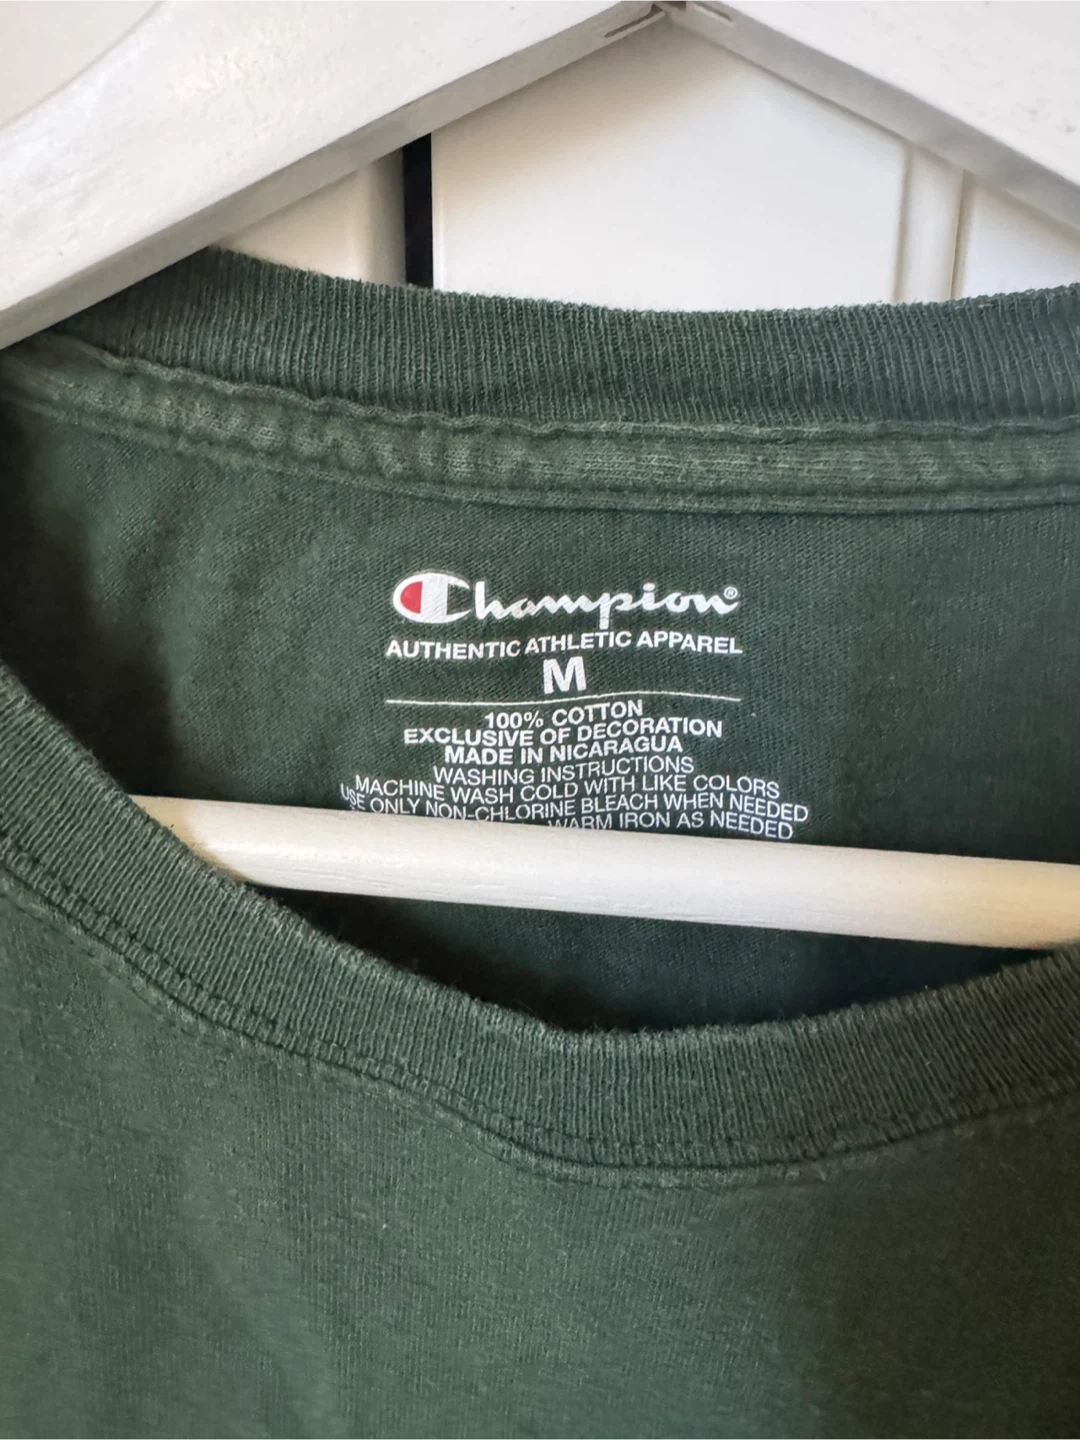 Champion®
AUTHENTIC ATHLETIC APPAREL
M
100% COTTON
EXCLUSIVE OF DECORATION
MADE IN NICARAGUA
WASHING INSTRUCTIONS
MACHINE WASH COLD WITH LIKE COLORS
USE ONLY NON-CHLORINE BLEACH WHEN NEEDED
WARM IRON AS NEEDED